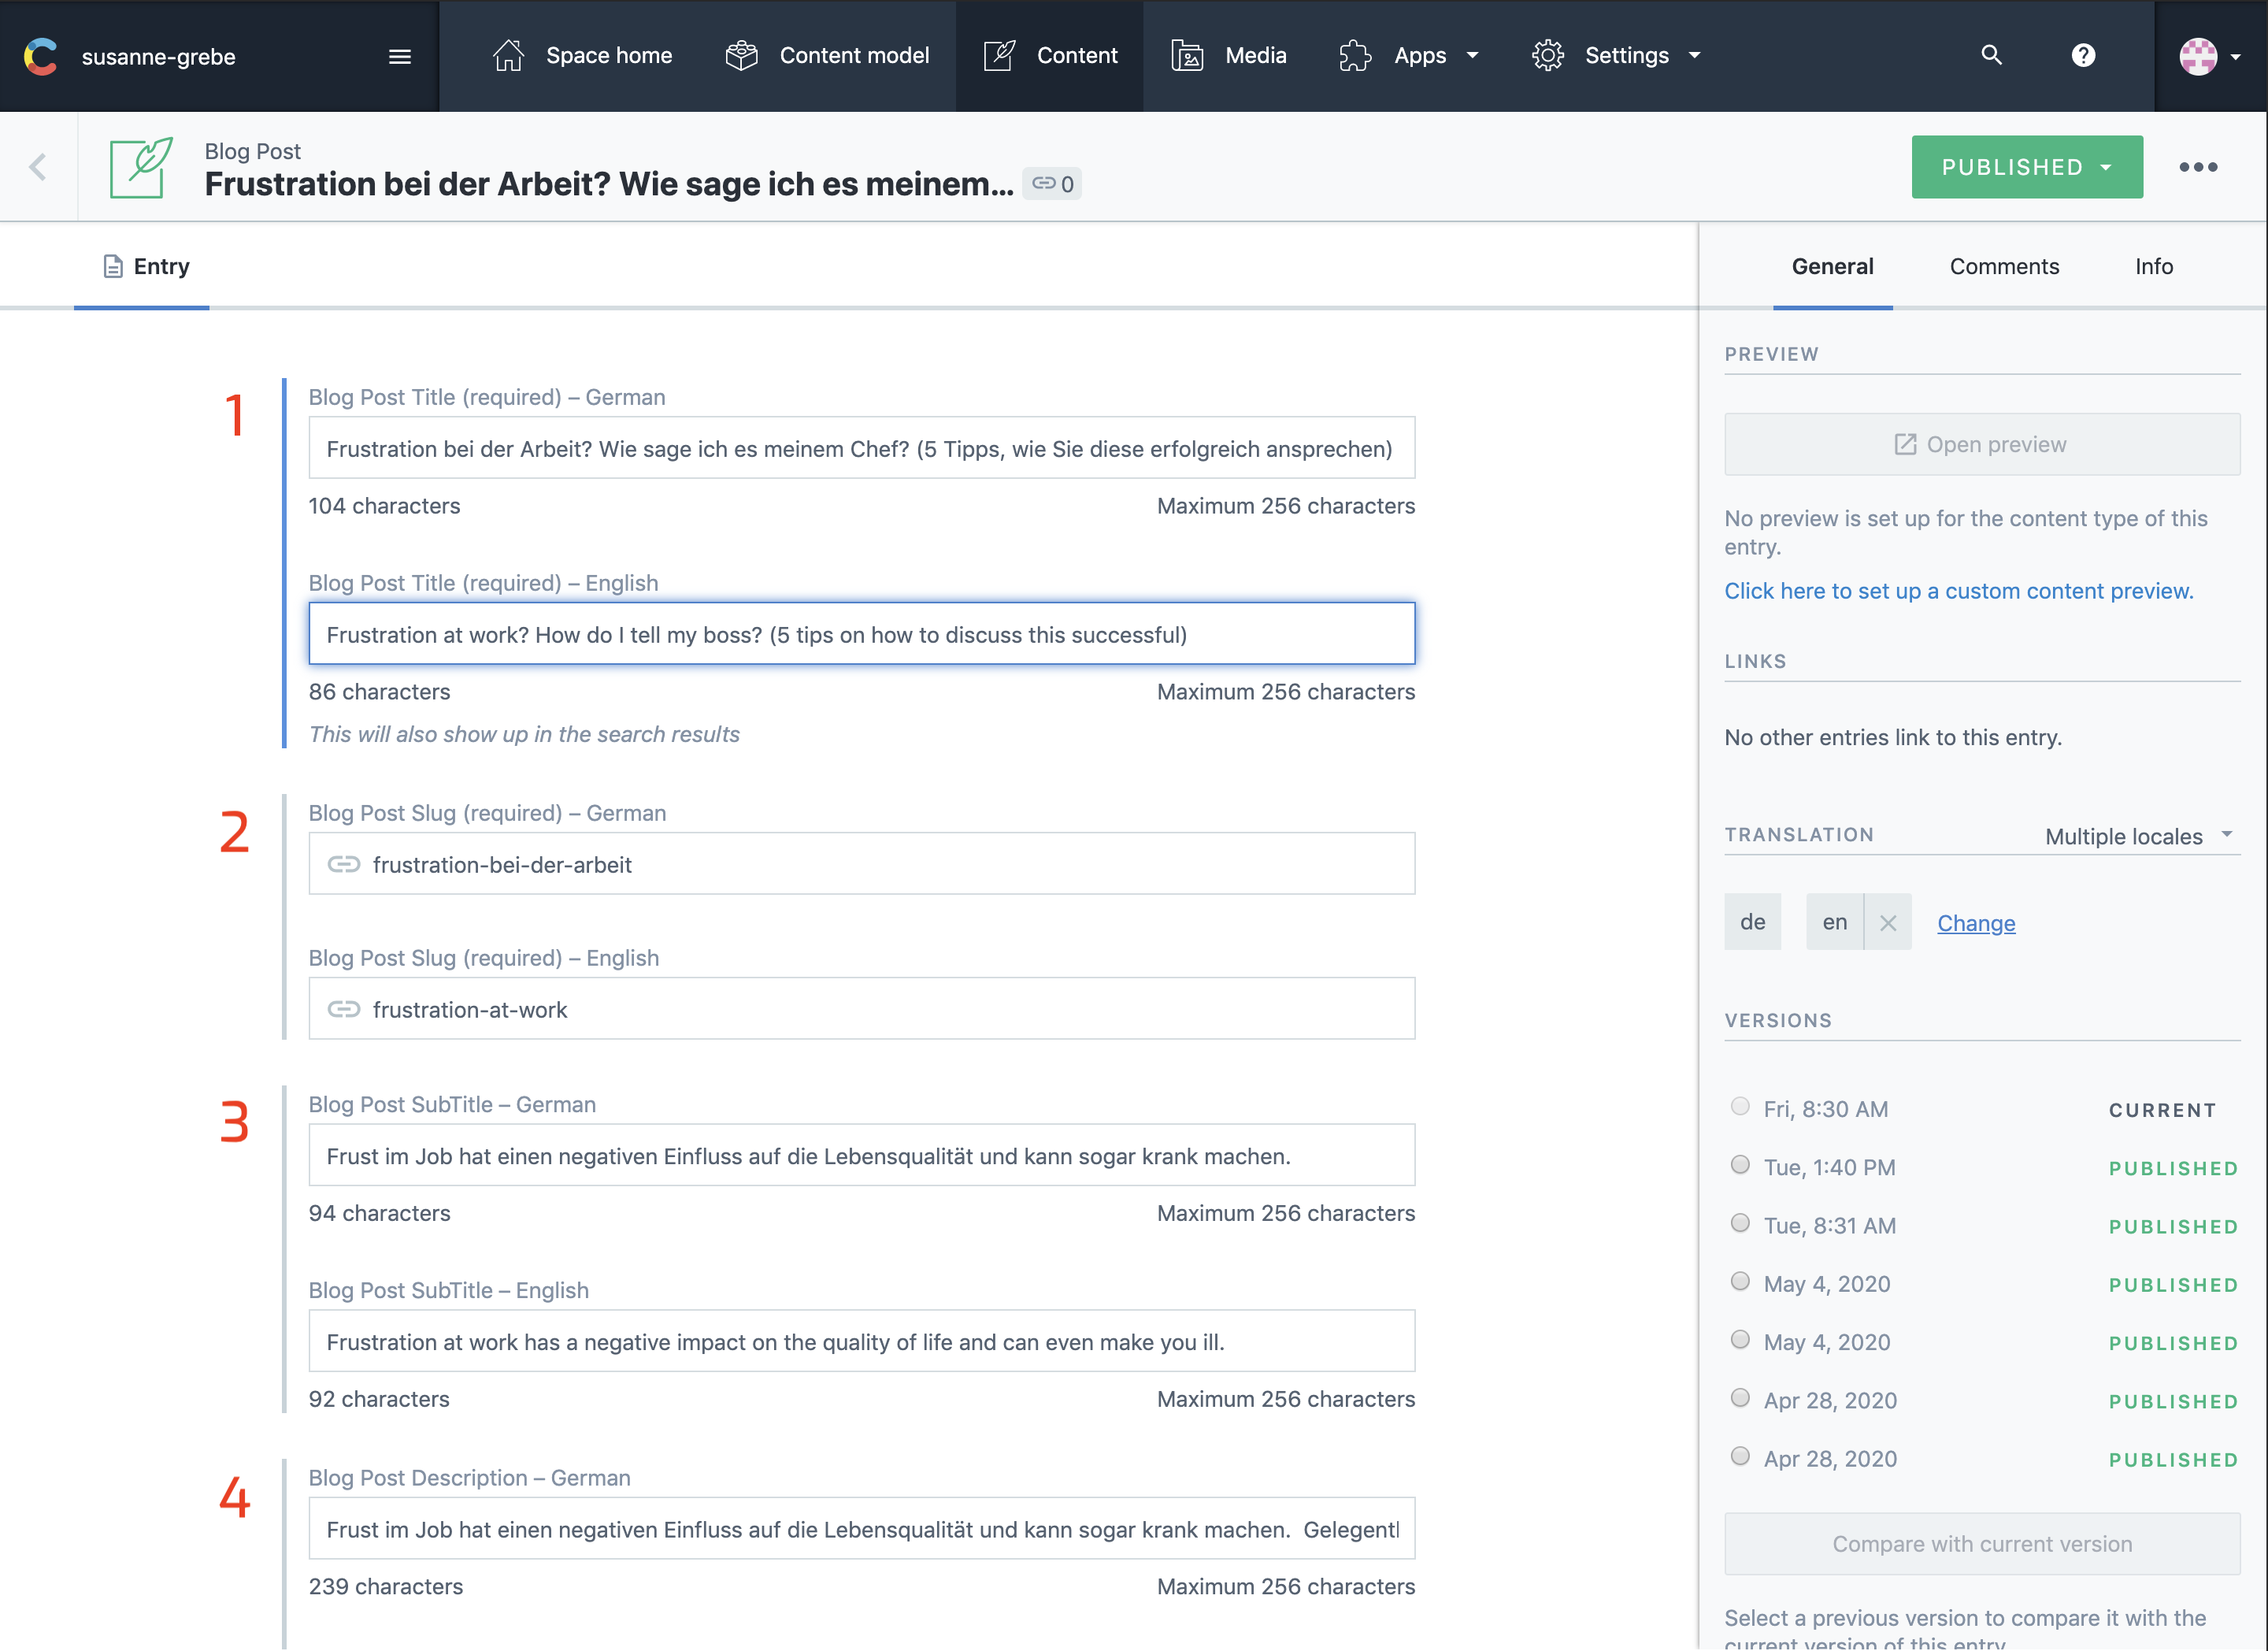 susanne-grebe
Space home
Content model
Content
Media
Apps
Settings
Blog Post
Frustration bei der Arbeit? Wie sage ich es meinem...
0
PUBLISHED
Entry
General
Comments
Info
1
Blog Post Title (required) – German
Frustration bei der Arbeit? Wie sage ich es meinem Chef? (5 Tipps, wie Sie diese erfolgreich ansprechen)
104 characters
Maximum 256 characters
Blog Post Title (required) – English
Frustration at work? How do I tell my boss? (5 tips on how to discuss this successful)
86 characters
Maximum 256 characters
This will also show up in the search results
2
Blog Post Slug (required) – German
frustration-bei-der-arbeit
Blog Post Slug (required) – English
frustration-at-work
3
Blog Post SubTitle – German
Frust im Job hat einen negativen Einfluss auf die Lebensqualität und kann sogar krank machen.
94 characters
Maximum 256 characters
Blog Post SubTitle – English
Frustration at work has a negative impact on the quality of life and can even make you ill.
92 characters
Maximum 256 characters
4
Blog Post Description – German
Frust im Job hat einen negativen Einfluss auf die Lebensqualität und kann sogar krank machen. Gelegentl
239 characters
Maximum 256 characters
PREVIEW
Open preview
No preview is set up for the content type of this
entry.
Click here to set up a custom content preview.
LINKS
No other entries link to this entry.
TRANSLATION
Multiple locales
de
en
Change
VERSIONS
Fri, 8:30 AM
CURRENT
Tue, 1:40 PM
PUBLISHED
Tue, 8:31 AM
PUBLISHED
May 4, 2020
PUBLISHED
May 4, 2020
PUBLISHED
Apr 28, 2020
PUBLISHED
Apr 28, 2020
PUBLISHED
Compare with current version
Select a previous version to compare it with the
current version of this entry